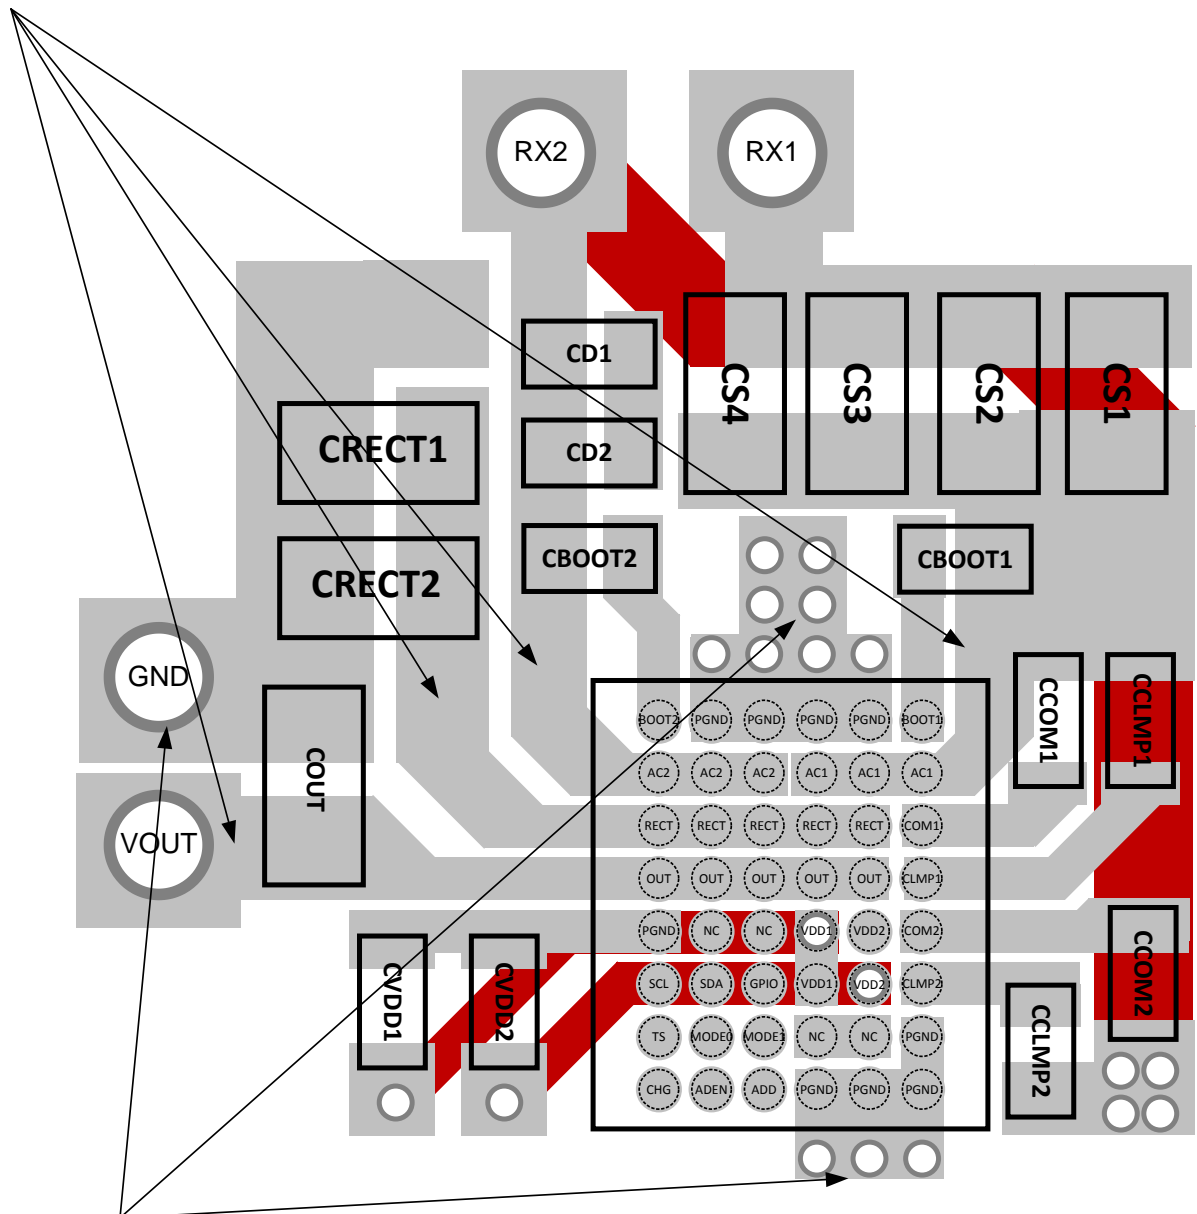 RX2 RX1
CD1
CS4 CS3 CS2 CS1
CRECT1 CD2
CBOOT2 CBOOT1
CRECT2
GND
CCOM1 CCLMP1
COUT
VOUT
BOOT2 PGND PGND PGND PGND BOOT1
AC2 AC2 AC2 AC1 AC1 AC1
RECT RECT RECT RECT RECT COM1
OUT OUT OUT OUT OUT CLMP1
PGND NC NC VDD1 VDD2 COM2
SCL SDA GPIO VDD1 VDD2 CLMP2
TS MODE0 MODE1 NC NC PGND
CHG ADEN ADD PGND PGND PGND
CVDD1 CVDD2
CCOM2
CCLMP2